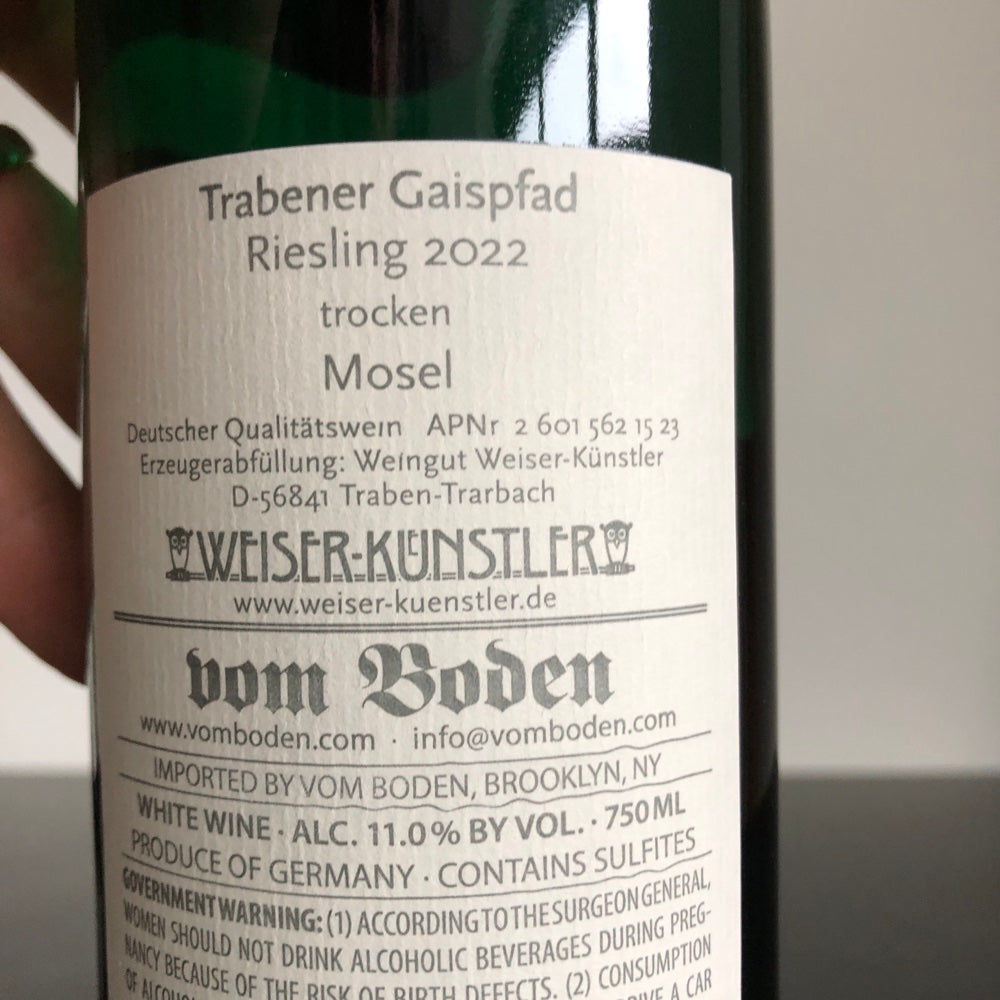 Trabener Gaispfad
Riesling 2022
trocken
Mosel
Deutscher Qualitätswein APNr 2 601 562 15 23
Erzeugerabfüllung: Weingut Weiser-Künstler
D-56841 Traben-Trarbach
WEISER-KÜNSTLER
www.weiser-kuenstler.de
vom Boden
www.vomboden.com · info@vomboden.com
IMPORTED BY VOM BODEN, BROOKLYN, NY
WHITE WINE · ALC. 11.0% BY VOL. · 750 ML
PRODUCE OF GERMANY · CONTAINS SULFITES
GOVERNMENT WARNING: (1) ACCORDING TO THE SURGEON GENERAL,
WOMEN SHOULD NOT DRINK ALCOHOLIC BEVERAGES DURING PREG-
NANCY BECAUSE OF THE RISK OF BIRTH DEFECTS. (2) CONSUMPTION
OF ALCOHOLIC DRIVE A CAR